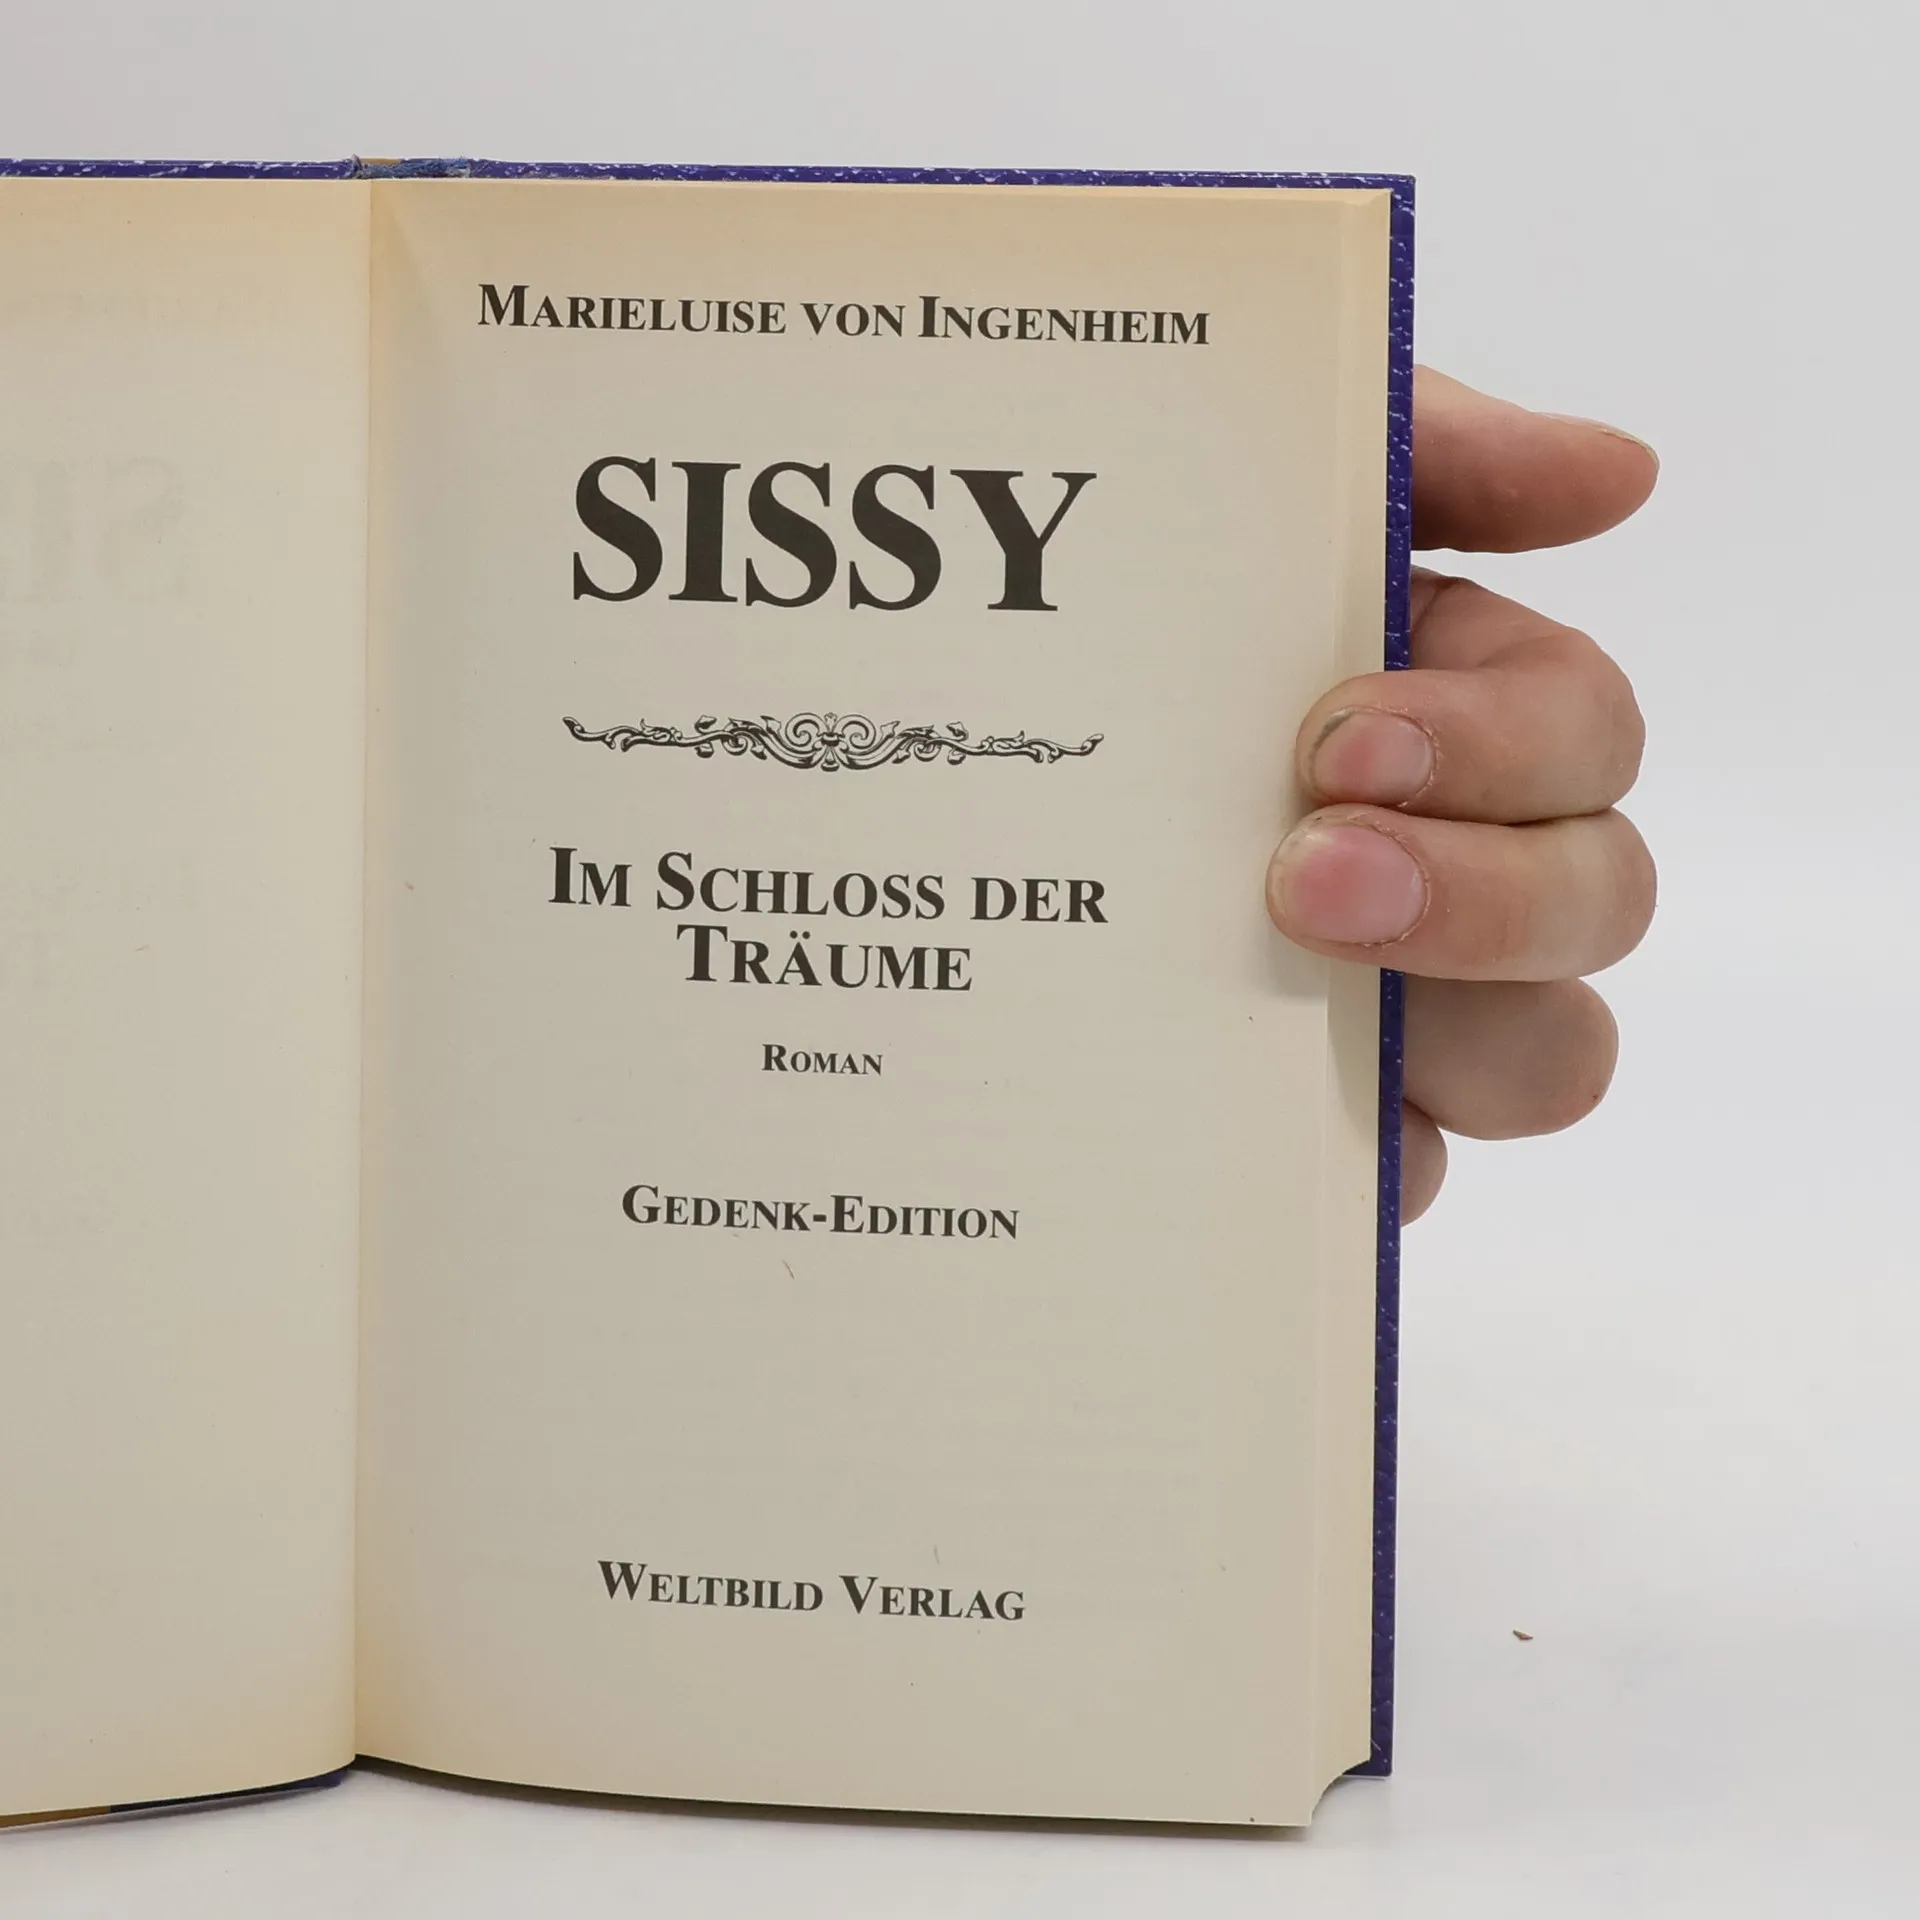 MARIELUISE VON INGENHEIM
SISSY
IM SCHLOSS DER
TRÄUME
ROMAN
GEDENK-EDITION
WELTBILD VERLAG